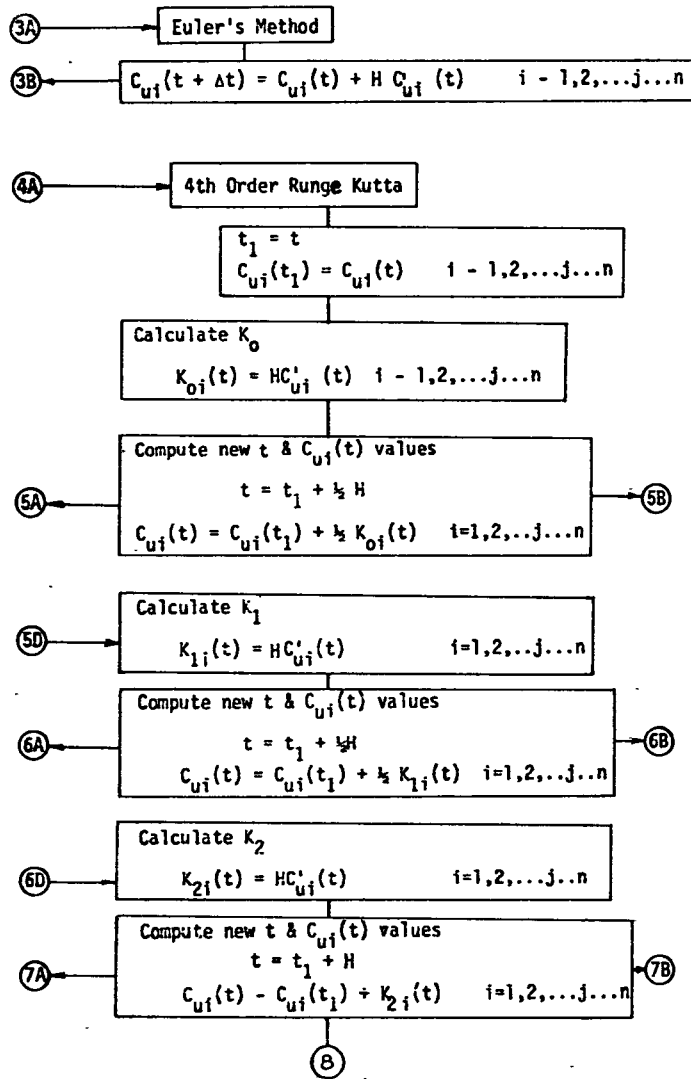 3A Euler's Method
3B C_ui(t + Δt) = C_ui(t) + H C'_ui (t) i - 1,2,...j...n
4A 4th Order Runge Kutta
t_1 = t
C_ui(t_1) = C_ui(t) i - 1,2,...j...n
Calculate K_o
K_oi(t) = HC'_ui (t) i - 1,2,...j...n
Compute new t & C_ui(t) values
t = t_1 + ½ H
5A 5B
C_ui(t) = C_ui(t_1) + ½ K_oi(t) i=1,2,..j...n
Calculate K_1
5D K_1i(t) = HC'_ui(t) i=1,2,..j...n
Compute new t & C_ui(t) values
6A t = t_1 + ½H 6B
C_ui(t) = C_ui(t_1) + ½ K_1i(t) i=1,2,..j..n
Calculate K_2
6D K_2i(t) = HC'_ui(t) i=1,2,...j..n
Compute new t & C_ui(t) values
7A t = t_1 + H 7B
C_ui(t) - C_ui(t_1) + K_2i(t) i=1,2,...j...n
8